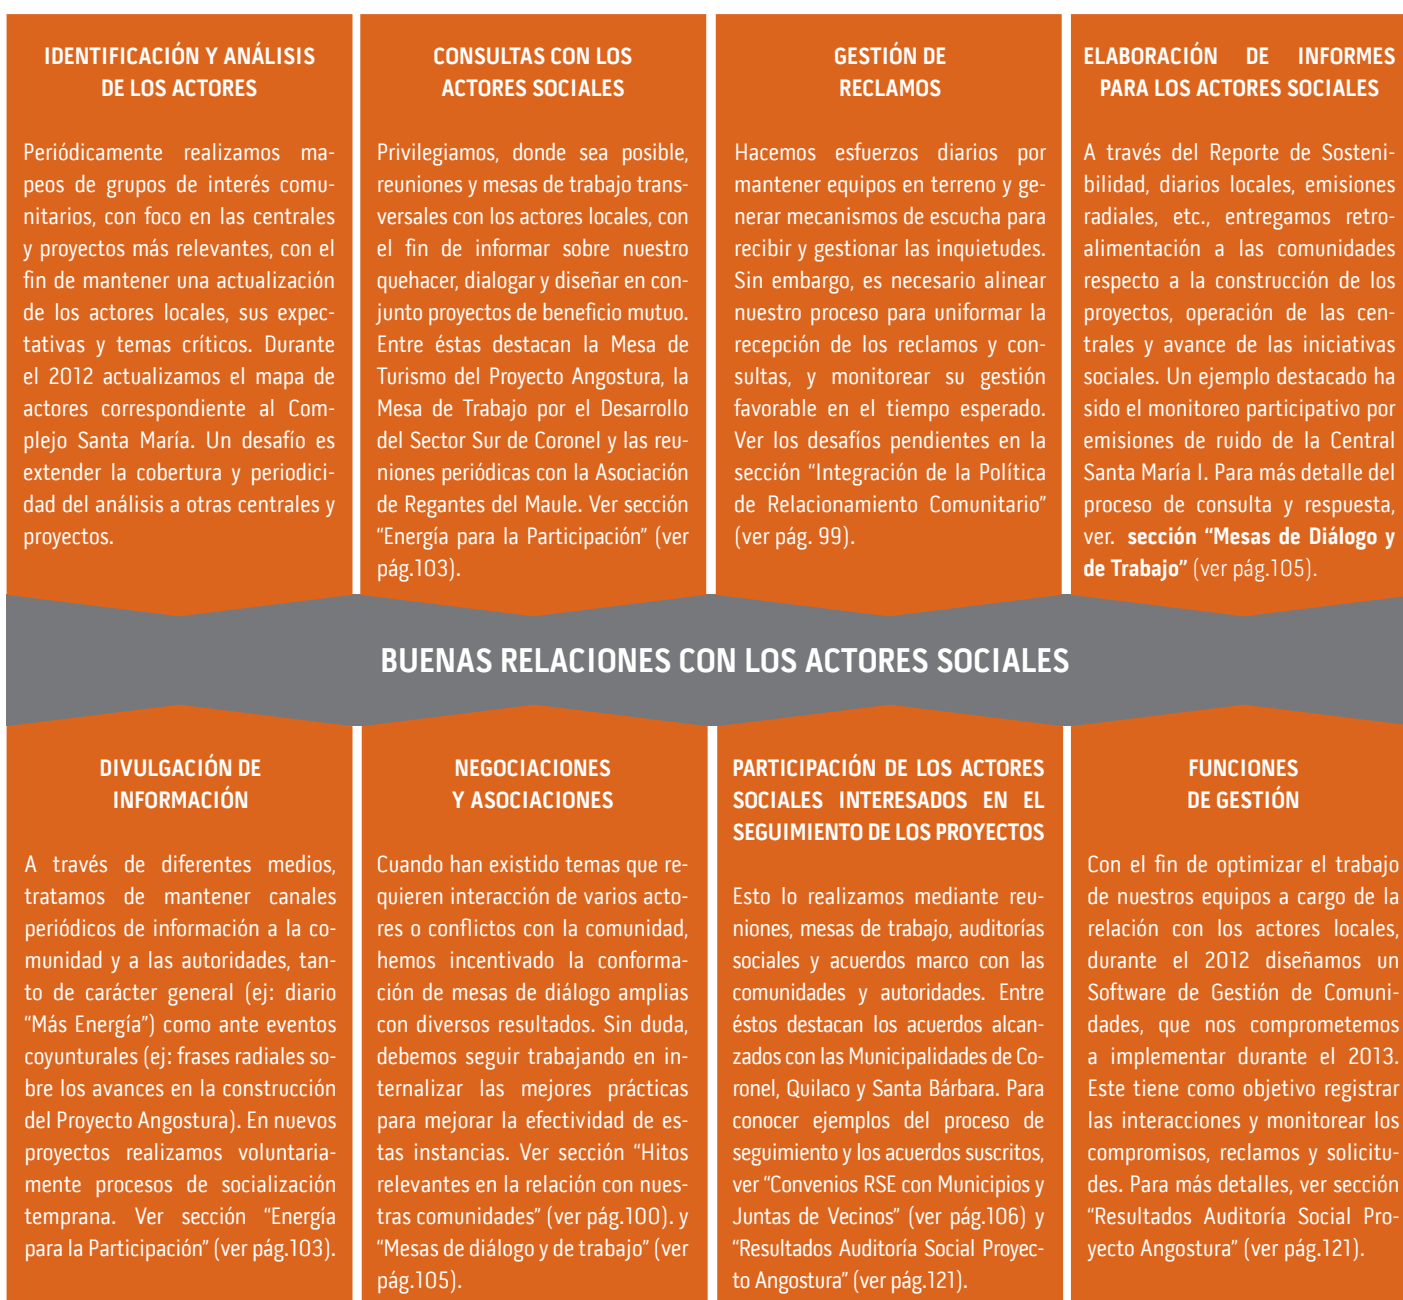 IDENTIFICACIÓN Y ANÁLISIS
DE LOS ACTORES
Periódicamente realizamos ma-
peos de grupos de interés comu-
nitarios, con foco en las centrales
y proyectos más relevantes, con el
fin de mantener una actualización
de los actores locales, sus expec-
tativas y temas críticos. Durante
el 2012 actualizamos el mapa de
actores correspondiente al Com-
plejo Santa María. Un desafío es
extender la cobertura y periodici-
dad del análisis a otras centrales y
proyectos.
CONSULTAS CON LOS
ACTORES SOCIALES
Privilegiamos, donde sea posible,
reuniones y mesas de trabajo trans-
versales con los actores locales, con
el fin de informar sobre nuestro
quehacer, dialogar y diseñar en con-
junto proyectos de beneficio mutuo.
Entre éstas destacan la Mesa de
Turismo del Proyecto Angostura, la
Mesa de Trabajo por el Desarrollo
del Sector Sur de Coronel y las reu-
niones periódicas con la Asociación
de Regantes del Maule. Ver sección
“Energía para la Participación” (ver
pág.103).
GESTIÓN DE
RECLAMOS
Hacemos esfuerzos diarios por
mantener equipos en terreno y ge-
nerar mecanismos de escucha para
recibir y gestionar las inquietudes.
Sin embargo, es necesario alinear
nuestro proceso para uniformar la
recepción de los reclamos y con-
sultas, y monitorear su gestión
favorable en el tiempo esperado.
Ver los desafíos pendientes en la
sección “Integración de la Política
de Relacionamiento Comunitario”
(ver pág. 99).
ELABORACIÓN DE INFORMES
PARA LOS ACTORES SOCIALES
A través del Reporte de Sosteni-
bilidad, diarios locales, emisiones
radiales, etc., entregamos retro-
alimentación a las comunidades
respecto a la construcción de los
proyectos, operación de las cen-
trales y avance de las iniciativas
sociales. Un ejemplo destacado ha
sido el monitoreo participativo por
emisiones de ruido de la Central
Santa María I. Para más detalle del
proceso de consulta y respuesta,
ver. sección “Mesas de Diálogo y
de Trabajo” (ver pág.105).
BUENAS RELACIONES CON LOS ACTORES SOCIALES
DIVULGACIÓN DE
INFORMACIÓN
A través de diferentes medios,
tratamos de mantener canales
periódicos de información a la co-
munidad y a las autoridades, tan-
to de carácter general (ej: diario
“Más Energía”) como ante eventos
coyunturales (ej: frases radiales so-
bre los avances en la construcción
del Proyecto Angostura). En nuevos
proyectos realizamos voluntaria-
mente procesos de socialización
temprana. Ver sección “Energía
para la Participación” (ver pág.103).
NEGOCIACIONES
Y ASOCIACIONES
Cuando han existido temas que re-
quieren interacción de varios acto-
res o conflictos con la comunidad,
hemos incentivado la conforma-
ción de mesas de diálogo amplias
con diversos resultados. Sin duda,
debemos seguir trabajando en in-
ternalizar las mejores prácticas
para mejorar la efectividad de es-
tas instancias. Ver sección “Hitos
relevantes en la relación con nues-
tras comunidades” (ver pág.100). y
“Mesas de diálogo y de trabajo” (ver
pág.105).
PARTICIPACIÓN DE LOS ACTORES
SOCIALES INTERESADOS EN EL
SEGUIMIENTO DE LOS PROYECTOS
Esto lo realizamos mediante reu-
niones, mesas de trabajo, auditorías
sociales y acuerdos marco con las
comunidades y autoridades. Entre
éstos destacan los acuerdos alcan-
zados con las Municipalidades de Co-
ronel, Quilaco y Santa Bárbara. Para
conocer ejemplos del proceso de
seguimiento y los acuerdos suscritos,
ver “Convenios RSE con Municipios y
Juntas de Vecinos” (ver pág.106) y
“Resultados Auditoría Social Proyec-
to Angostura” (ver pág.121).
FUNCIONES
DE GESTIÓN
Con el fin de optimizar el trabajo
de nuestros equipos a cargo de la
relación con los actores locales,
durante el 2012 diseñamos un
Software de Gestión de Comuni-
dades, que nos comprometemos
a implementar durante el 2013.
Este tiene como objetivo registrar
las interacciones y monitorear los
compromisos, reclamos y solicitu-
des. Para más detalles, ver sección
“Resultados Auditoría Social Pro-
yecto Angostura” (ver pág.121).